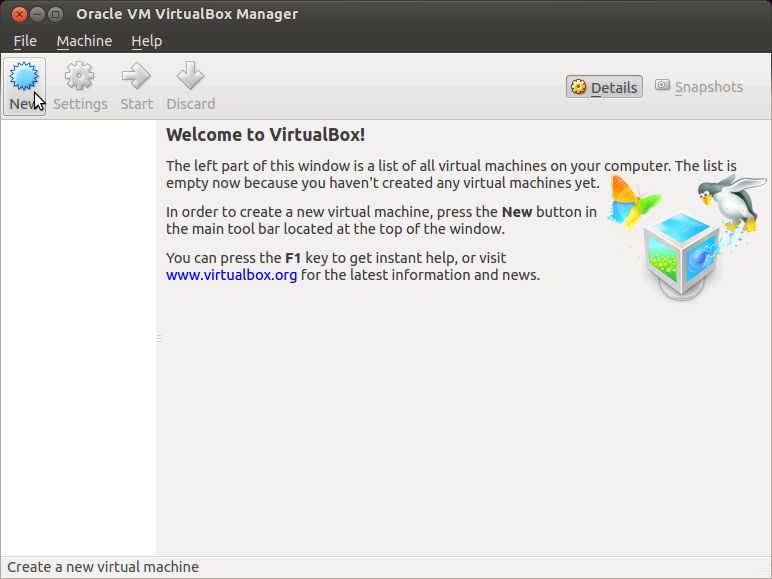 Oracle VM VirtualBox Manager
File Machine Help
New Settings Start Discard
Details Snapshots
Welcome to VirtualBox!
The left part of this window is a list of all virtual machines on your computer. The list is
empty now because you haven't created any virtual machines yet.
In order to create a new virtual machine, press the New button in
the main tool bar located at the top of the window.
You can press the F1 key to get instant help, or visit
www.virtualbox.org for the latest information and news.
Create a new virtual machine